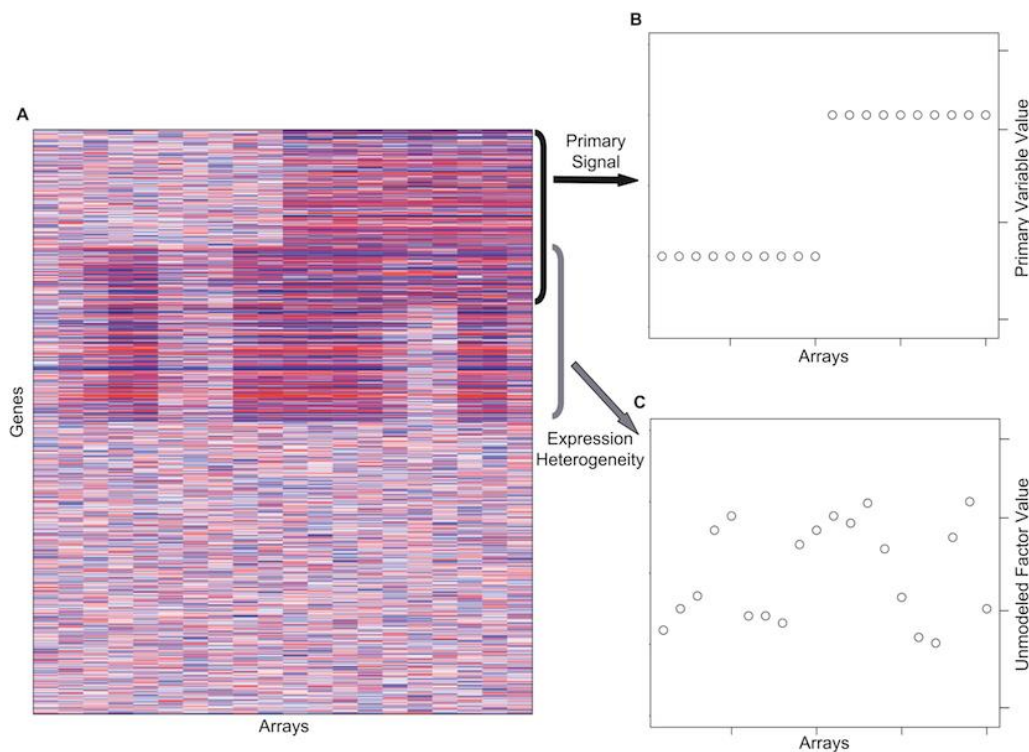 A
Genes
Arrays
Primary
Signal
Expression
Heterogeneity
B
Primary Variable Value
Arrays
C
Unmodeled Factor Value
Arrays